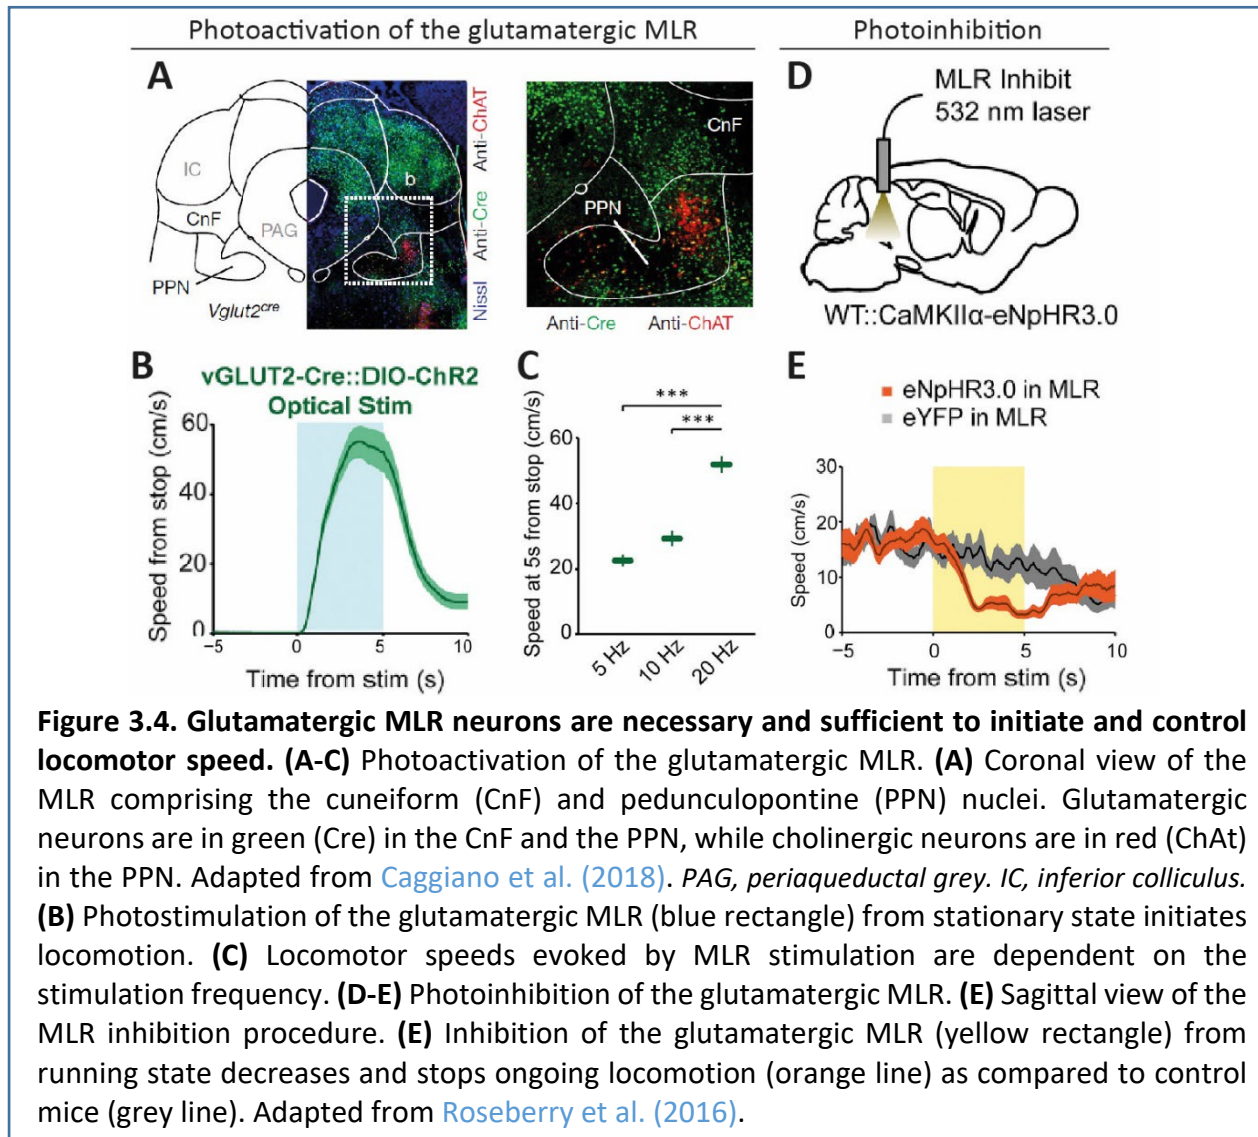 Photoactivation of the glutamatergic MLR
Photoinhibition
A
IC
CnF
PAG
PPN
Vglut2cre
b
Nissl Anti-Cre Anti-ChAT
CnF
PPN
Anti-Cre Anti-ChAT
D
MLR Inhibit
532 nm laser
WT::CaMKIIα-eNpHR3.0
B
vGLUT2-Cre::DIO-ChR2
Optical Stim
Speed from stop (cm/s)
60
40
20
0
−5 0 5 10
Time from stim (s)
C
Speed at 5s from stop (cm/s)
***
***
60
40
20
0
5 Hz 10 Hz 20 Hz
E
eNpHR3.0 in MLR
eYFP in MLR
Speed (cm/s)
30
20
10
0
−5 0 5 10
Time from stim (s)
Figure 3.4. Glutamatergic MLR neurons are necessary and sufficient to initiate and control
locomotor speed. (A-C) Photoactivation of the glutamatergic MLR. (A) Coronal view of the
MLR comprising the cuneiform (CnF) and pedunculopontine (PPN) nuclei. Glutamatergic
neurons are in green (Cre) in the CnF and the PPN, while cholinergic neurons are in red (ChAt)
in the PPN. Adapted from Caggiano et al. (2018). PAG, periaqueductal grey. IC, inferior colliculus.
(B) Photostimulation of the glutamatergic MLR (blue rectangle) from stationary state initiates
locomotion. (C) Locomotor speeds evoked by MLR stimulation are dependent on the
stimulation frequency. (D-E) Photoinhibition of the glutamatergic MLR. (E) Sagittal view of the
MLR inhibition procedure. (E) Inhibition of the glutamatergic MLR (yellow rectangle) from
running state decreases and stops ongoing locomotion (orange line) as compared to control
mice (grey line). Adapted from Roseberry et al. (2016).